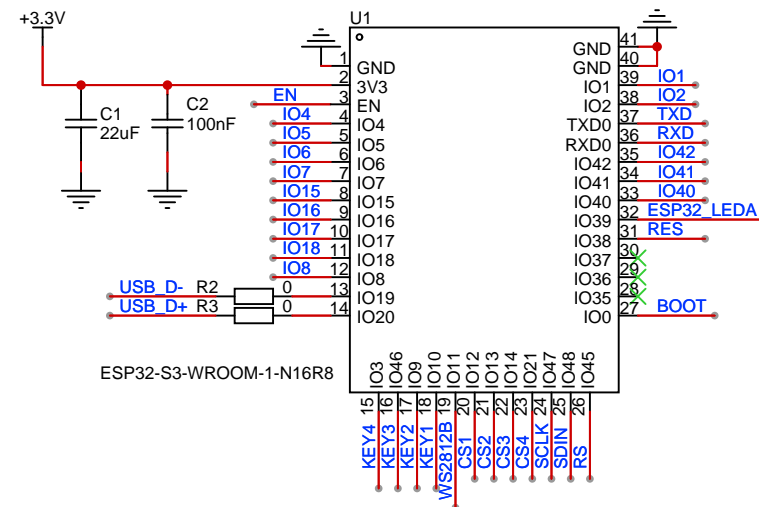 +3.3V
U1
C1
22uF
C2
100nF
1 GND
2 3V3
EN 3 EN
IO4 4 IO4
IO5 5 IO5
IO6 6 IO6
IO7 7 IO7
IO15 8 IO15
IO16 9 IO16
IO17 10 IO17
IO18 11 IO18
IO8 12 IO8
USB_D- R2 0 13 IO19
USB_D+ R3 0 14 IO20
GND 41
GND 40
IO1 39 IO1
IO2 38 IO2
TXD0 37 TXD
RXD0 36 RXD
IO42 35 IO42
IO41 34 IO41
IO40 33 IO40
IO39 32 ESP32_LEDA
IO38 31 RES
IO37 30
IO36 29
IO35 28
IO0 27 BOOT
ESP32-S3-WROOM-1-N16R8
IO3 15 KEY4
IO46 16 KEY3
IO9 17 KEY2
IO10 18 KEY1
IO11 19 WS2812B
IO12 20 CS1
IO13 21 CS2
IO14 22 CS3
IO21 23 CS4
IO47 24 SCLK
IO48 25 SDIN
IO45 26 RS